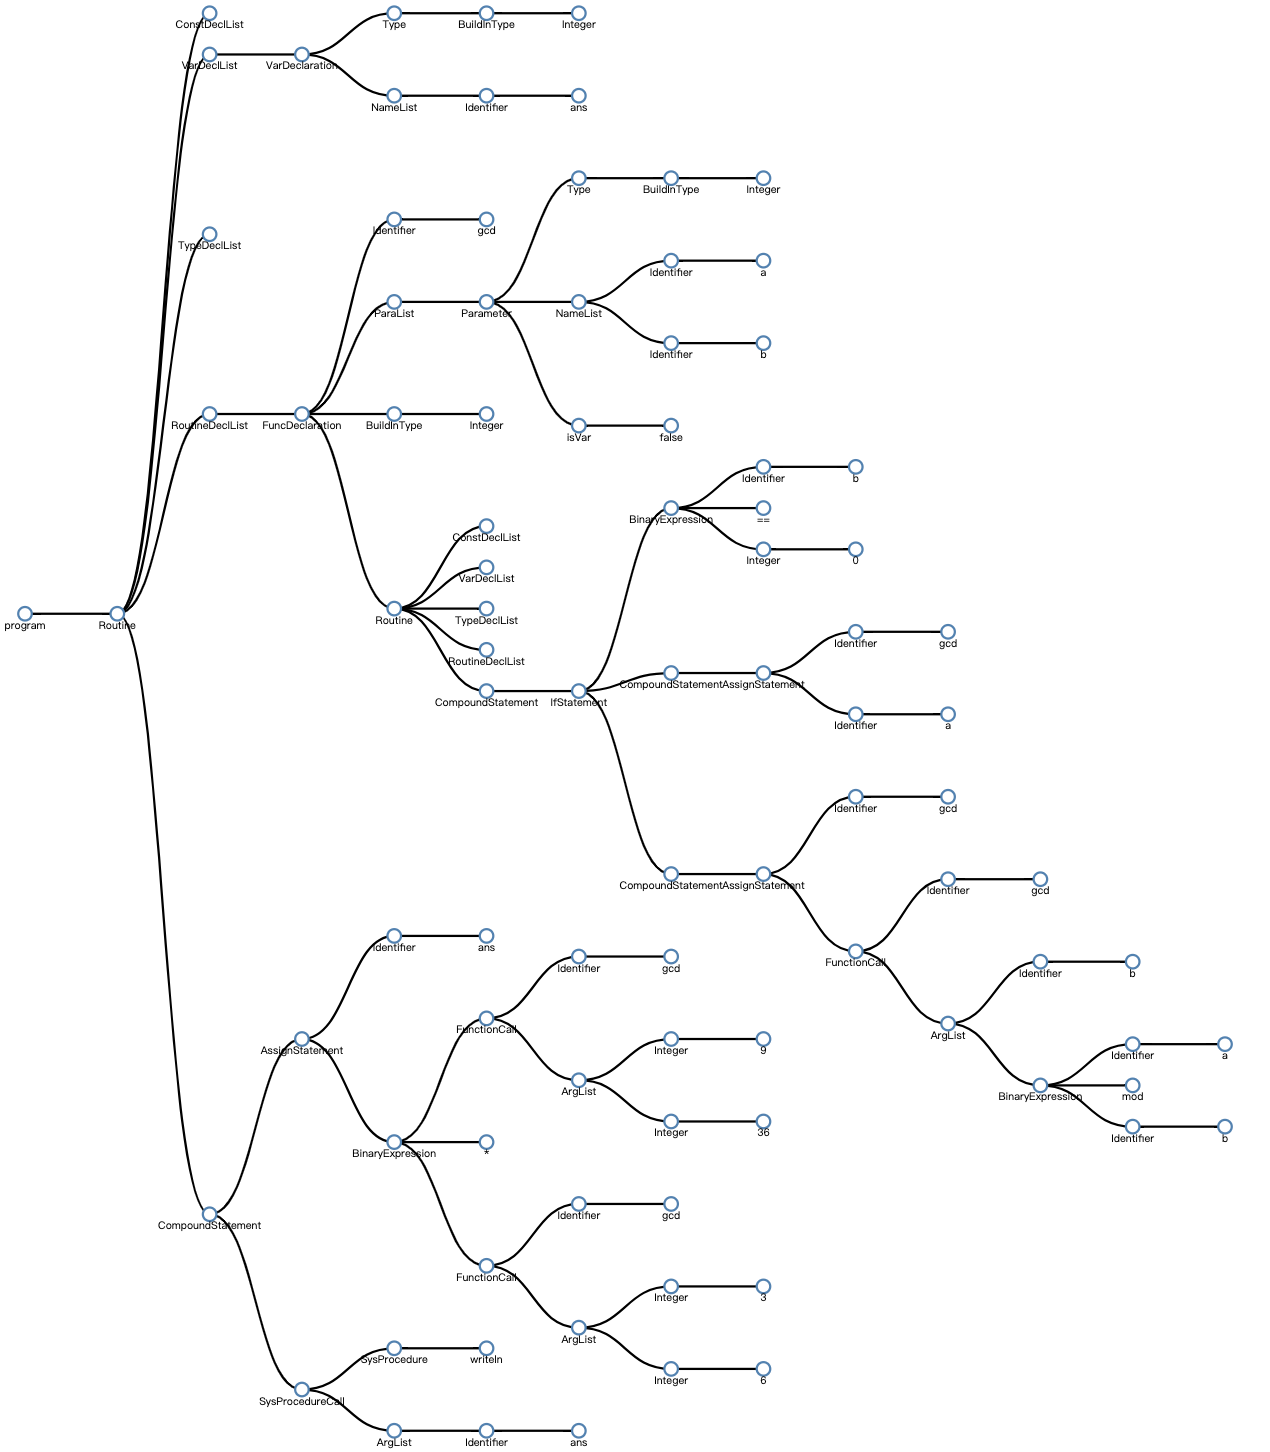 ConstDeclList
Type BuildInType Integer
VarDeclList VarDeclaration
NameList Identifier ans
Type BuildInType Integer
Identifier gcd
TypeDeclList
Identifier a
ParaList Parameter NameList
Identifier b
RoutineDeclList FuncDeclaration BuildInType Integer
IsVar false
Identifier b
BinaryExpression ==
ConstDeclList
Integer 0
VarDeclList
program Routine Routine TypeDeclList
Identifier gcd
RoutineDeclList
CompoundStatement AssignStatement
CompoundStatement IfStatement
Identifier a
Identifier gcd
CompoundStatement AssignStatement
Identifier gcd
Identifier ans
FunctionCall
Identifier gcd
Identifier b
FunctionCall
ArgList
AssignStatement
Integer 9
Identifier a
ArgList
BinaryExpression mod
Integer 36
Identifier b
BinaryExpression *
Identifier gcd
CompoundStatement
FunctionCall
Integer 3
ArgList
SysProcedure writeln
Integer 6
SysProcedureCall
ArgList Identifier ans